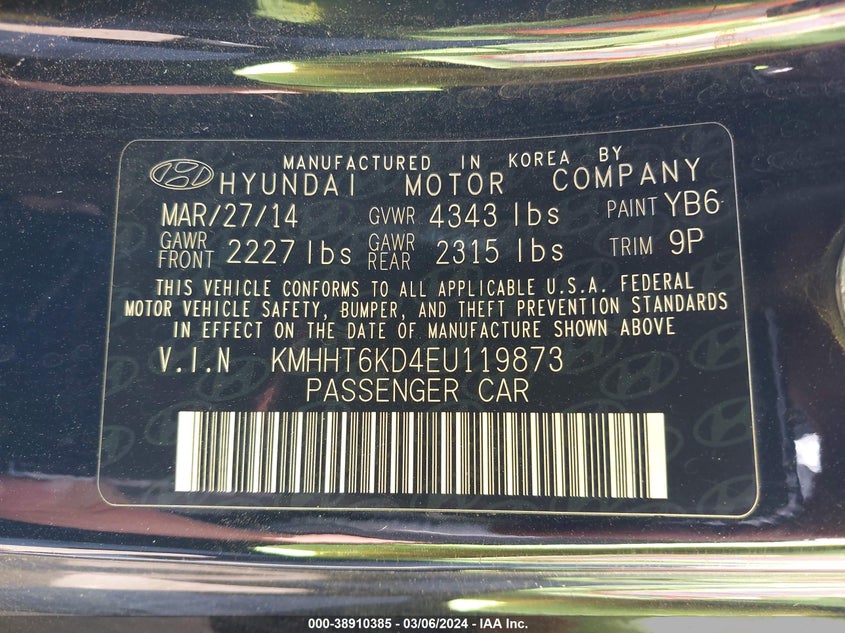 MANUFACTURED IN KOREA BY
HYUNDAI MOTOR COMPANY
MAR/27/14 GVWR 4343 lbs PAINT YB6
GAWR FRONT 2227 lbs GAWR REAR 2315 lbs TRIM 9P
THIS VEHICLE CONFORMS TO ALL APPLICABLE U.S.A. FEDERAL
MOTOR VEHICLE SAFETY, BUMPER, AND THEFT PREVENTION STANDARDS
IN EFFECT ON THE DATE OF MANUFACTURE SHOWN ABOVE
V.I.N KMHHT6KD4EU119873
PASSENGER CAR
000-38910385 - 03/06/2024 - IAA Inc.